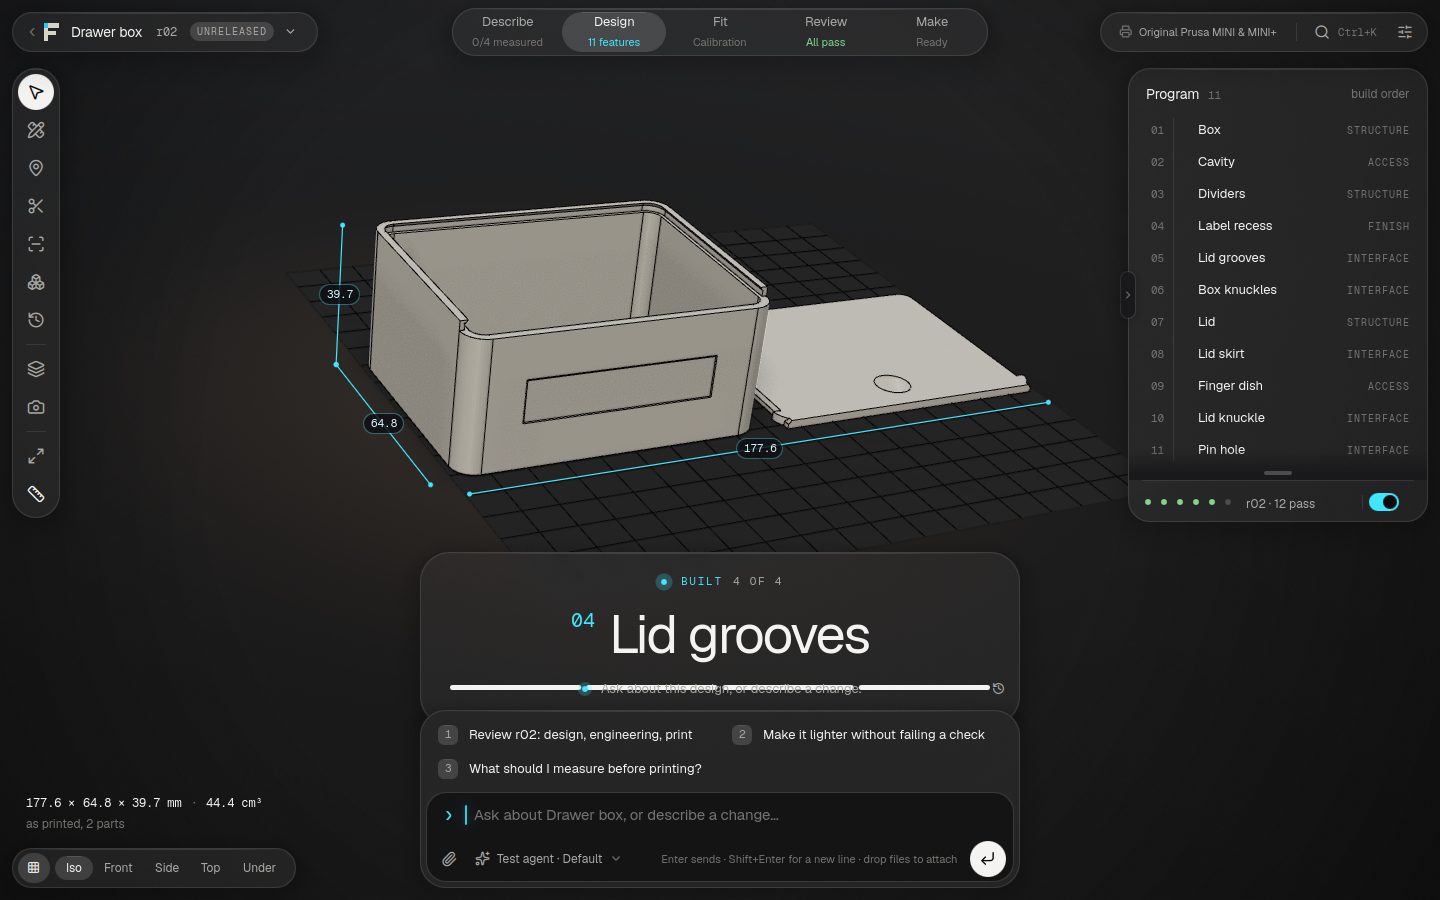 Drawer box r02 UNRELEASED
Describe
0/4 measured
Design
11 features
Fit
Calibration
Review
All pass
Make
Ready
Original Prusa MINI & MINI+
Ctrl+K
Program 11 build order
01 Box STRUCTURE
02 Cavity ACCESS
03 Dividers STRUCTURE
04 Label recess FINISH
05 Lid grooves INTERFACE
06 Box knuckles INTERFACE
07 Lid STRUCTURE
08 Lid skirt INTERFACE
09 Finger dish ACCESS
10 Lid knuckle INTERFACE
11 Pin hole INTERFACE
r02 · 12 pass
39.7
64.8
177.6
BUILT 4 OF 4
04 Lid grooves
Ask about this design, or describe a change.
1 Review r02: design, engineering, print
2 Make it lighter without failing a check
3 What should I measure before printing?
Ask about Drawer box, or describe a change...
Test agent · Default
Enter sends · Shift+Enter for a new line · drop files to attach
177.6 × 64.8 × 39.7 mm · 44.4 cm³
as printed, 2 parts
Iso Front Side Top Under